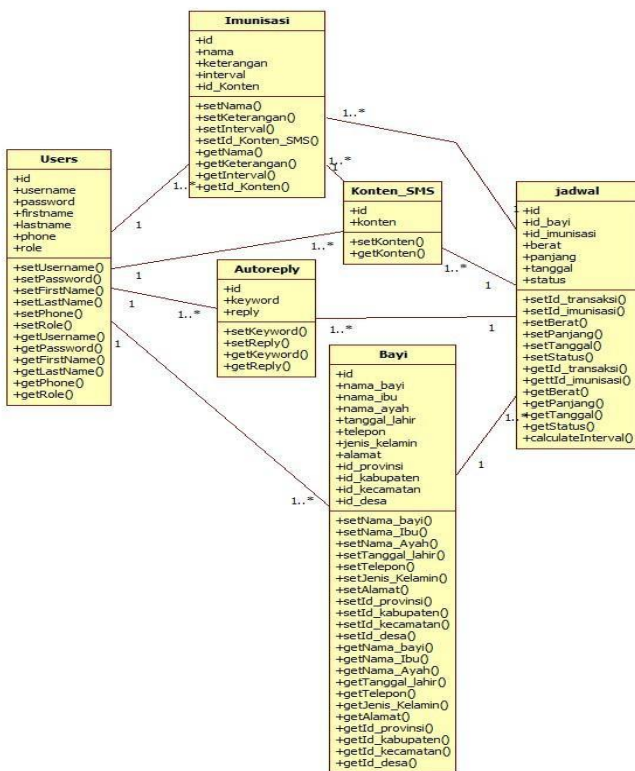 Imunisasi
+id
+nama
+keterangan
+interval
+id_Konten
+setNama()
+setKeterangan()
+setInterval()
+setId_Konten_SMS()
+getNama()
+getKeterangan()
+getInterval()
+getId_Konten()
1..*
1..*
1
1..*
1
Users
+id
+username
+password
+firstname
+lastname
+phone
+role
+setUsername()
+setPassword()
+setFirstName()
+setLastName()
+setPhone()
+setRole()
+getUsername()
+getPassword()
+getFirstName()
+getLastName()
+getPhone()
+getRole()
1
1
1
1..*
1..*
1..*
Konten_SMS
+id
+konten
+setKonten()
+getKonten()
1..*
1
Autoreply
+id
+keyword
+reply
+setKeyword()
+setReply()
+getKeyword()
+getReply()
1..*
1
jadwal
+id
+id_bayi
+id_imunisasi
+berat
+panjang
+tanggal
+status
+setId_transaksi()
+setId_imunisasi()
+setBerat()
+setPanjang()
+setTanggal()
+setStatus()
+getId_transaksi()
+gettId_imunisasi()
+getBerat()
+getPanjang()
+getTanggal()
+getStatus()
+calculateInterval()
1
1..*
1
Bayi
+id
+nama_bayi
+nama_ibu
+nama_ayah
+tanggal_lahir
+telepon
+jenis_kelamin
+alamat
+id_provinsi
+id_kabupaten
+id_kecamatan
+id_desa
+setNama_bayi()
+setNama_Ibu()
+setNama_Ayah()
+setTanggal_lahir()
+setTelepon()
+setJenis_Kelamin()
+setAlamat()
+setId_provinsi()
+setId_kabupaten()
+setId_kecamatan()
+setId_desa()
+getNama_bayi()
+getNama_Ibu()
+getNama_Ayah()
+getTanggal_lahir()
+getTelepon()
+getJenis_Kelamin()
+getAlamat()
+getId_provinsi()
+getId_kabupaten()
+getId_kecamatan()
+getId_desa()